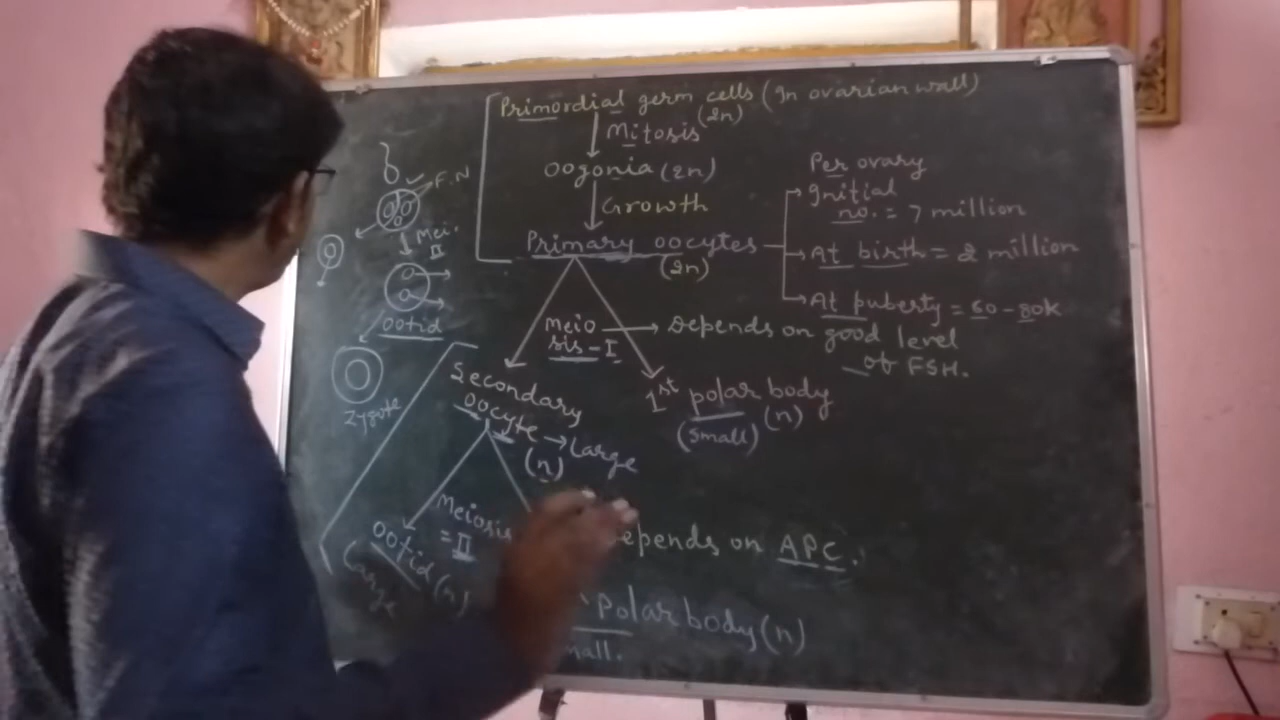 Primordial germ cells (In ovarian wall)
(2n)
Mitosis
Oogonia (2n)
Growth
Primary oocytes
(2n)
Per ovary
Initial
no. = 7 million
At birth = 2 million
At puberty = 60-80K
Meio
sis-I
Depends on good level
of FSH.
Secondary
oocyte → Large
(n)
1st polar body
(small) (n)
Meiosis
= II
epends on APC.
Ootid (n)
Large
Polar body (n)
mall.
F.N
Mei.
II
Ootid
Zygote